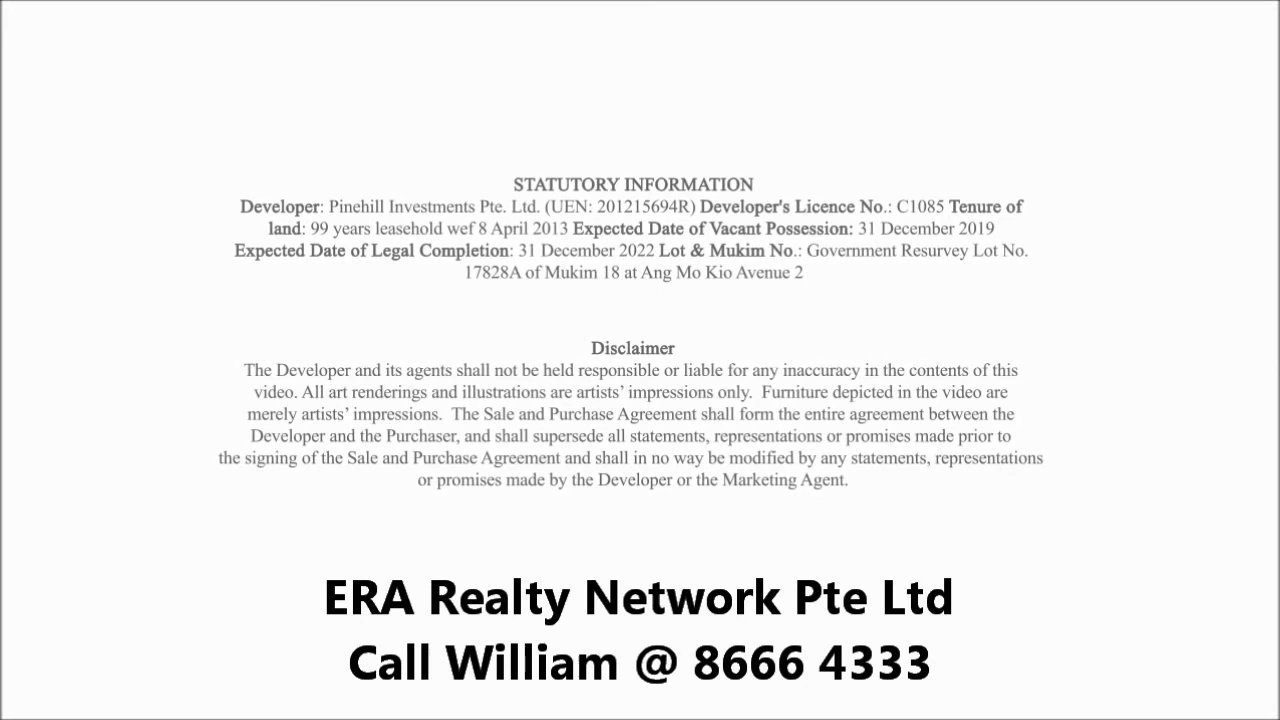 STATUTORY INFORMATION
Developer: Pinehill Investments Pte. Ltd. (UEN: 201215694R) Developer's Licence No.: C1085 Tenure of
land: 99 years leasehold wef 8 April 2013 Expected Date of Vacant Possession: 31 December 2019
Expected Date of Legal Completion: 31 December 2022 Lot & Mukim No.: Government Resurvey Lot No.
17828A of Mukim 18 at Ang Mo Kio Avenue 2
Disclaimer
The Developer and its agents shall not be held responsible or liable for any inaccuracy in the contents of this
video. All art renderings and illustrations are artists’ impressions only.  Furniture depicted in the video are
merely artists’ impressions.  The Sale and Purchase Agreement shall form the entire agreement between the
Developer and the Purchaser, and shall supersede all statements, representations or promises made prior to
the signing of the Sale and Purchase Agreement and shall in no way be modified by any statements, representations
or promises made by the Developer or the Marketing Agent.
ERA Realty Network Pte Ltd
Call William @ 8666 4333